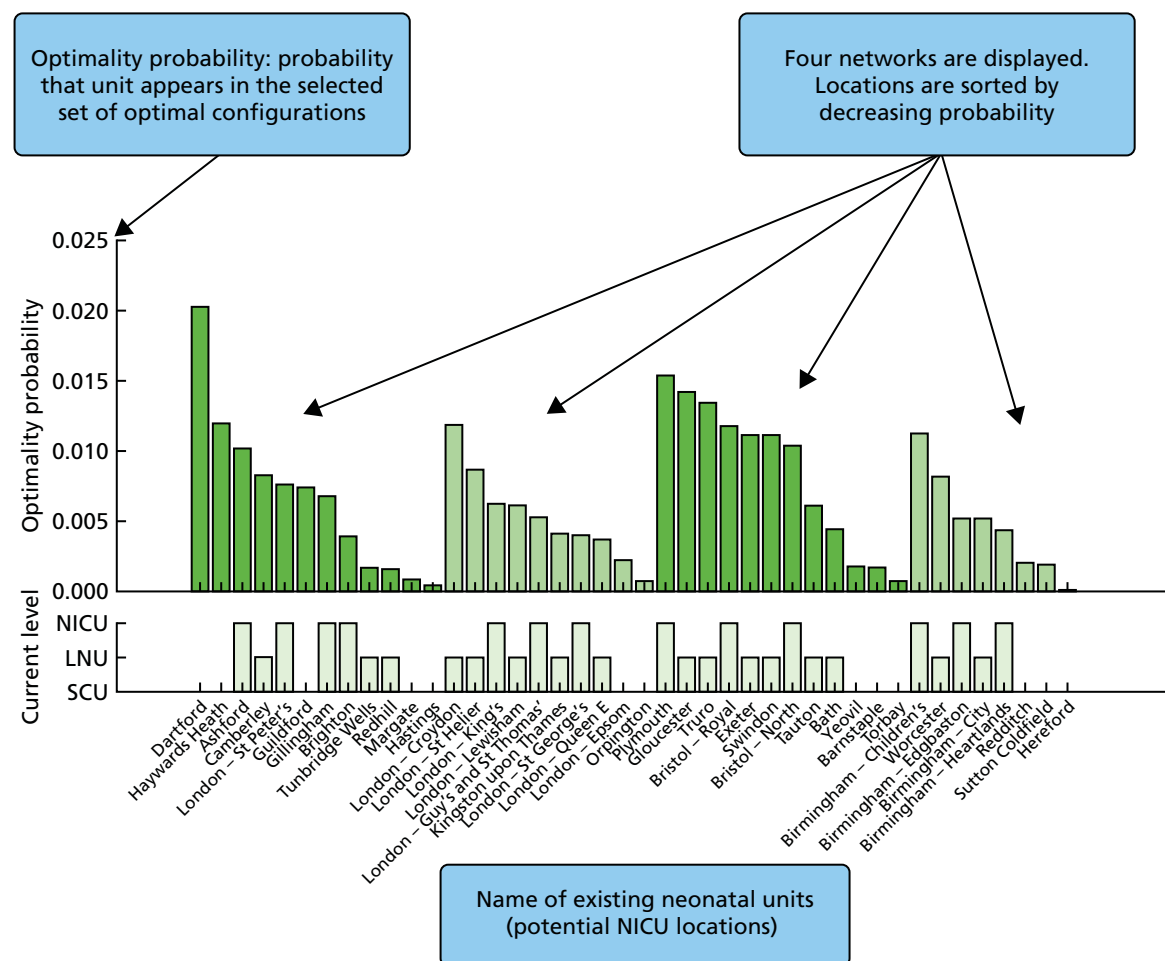 Optimality probability: probability
that unit appears in the selected
set of optimal configurations
Four networks are displayed.
Locations are sorted by
decreasing probability
Optimality probability
0.025
0.020
0.015
0.010
0.005
0.000
Current level
NICU
LNU
SCU
Dartford
Haywards Heath
Ashford
Camberley
London – St Peter's
Guildford
Gillingham
Brighton
Tunbridge Wells
Redhill
Margate
Hastings
London – Croydon
London – St Helier
London – King's
London – Lewisham
London – Guy's and St Thomas'
Kingston upon Thames
London – St George's
London – Queen E
London – Epsom
Orpington
Plymouth
Gloucester
Truro
Bristol – Royal
Exeter
Swindon
Bristol – North
Tauton
Bath
Yeovil
Barnstaple
Torbay
Birmingham – Children's
Worcester
Birmingham – Edgbaston
Birmingham – City
Birmingham – Heartlands
Redditch
Sutton Coldfield
Hereford
Name of existing neonatal units
(potential NICU locations)